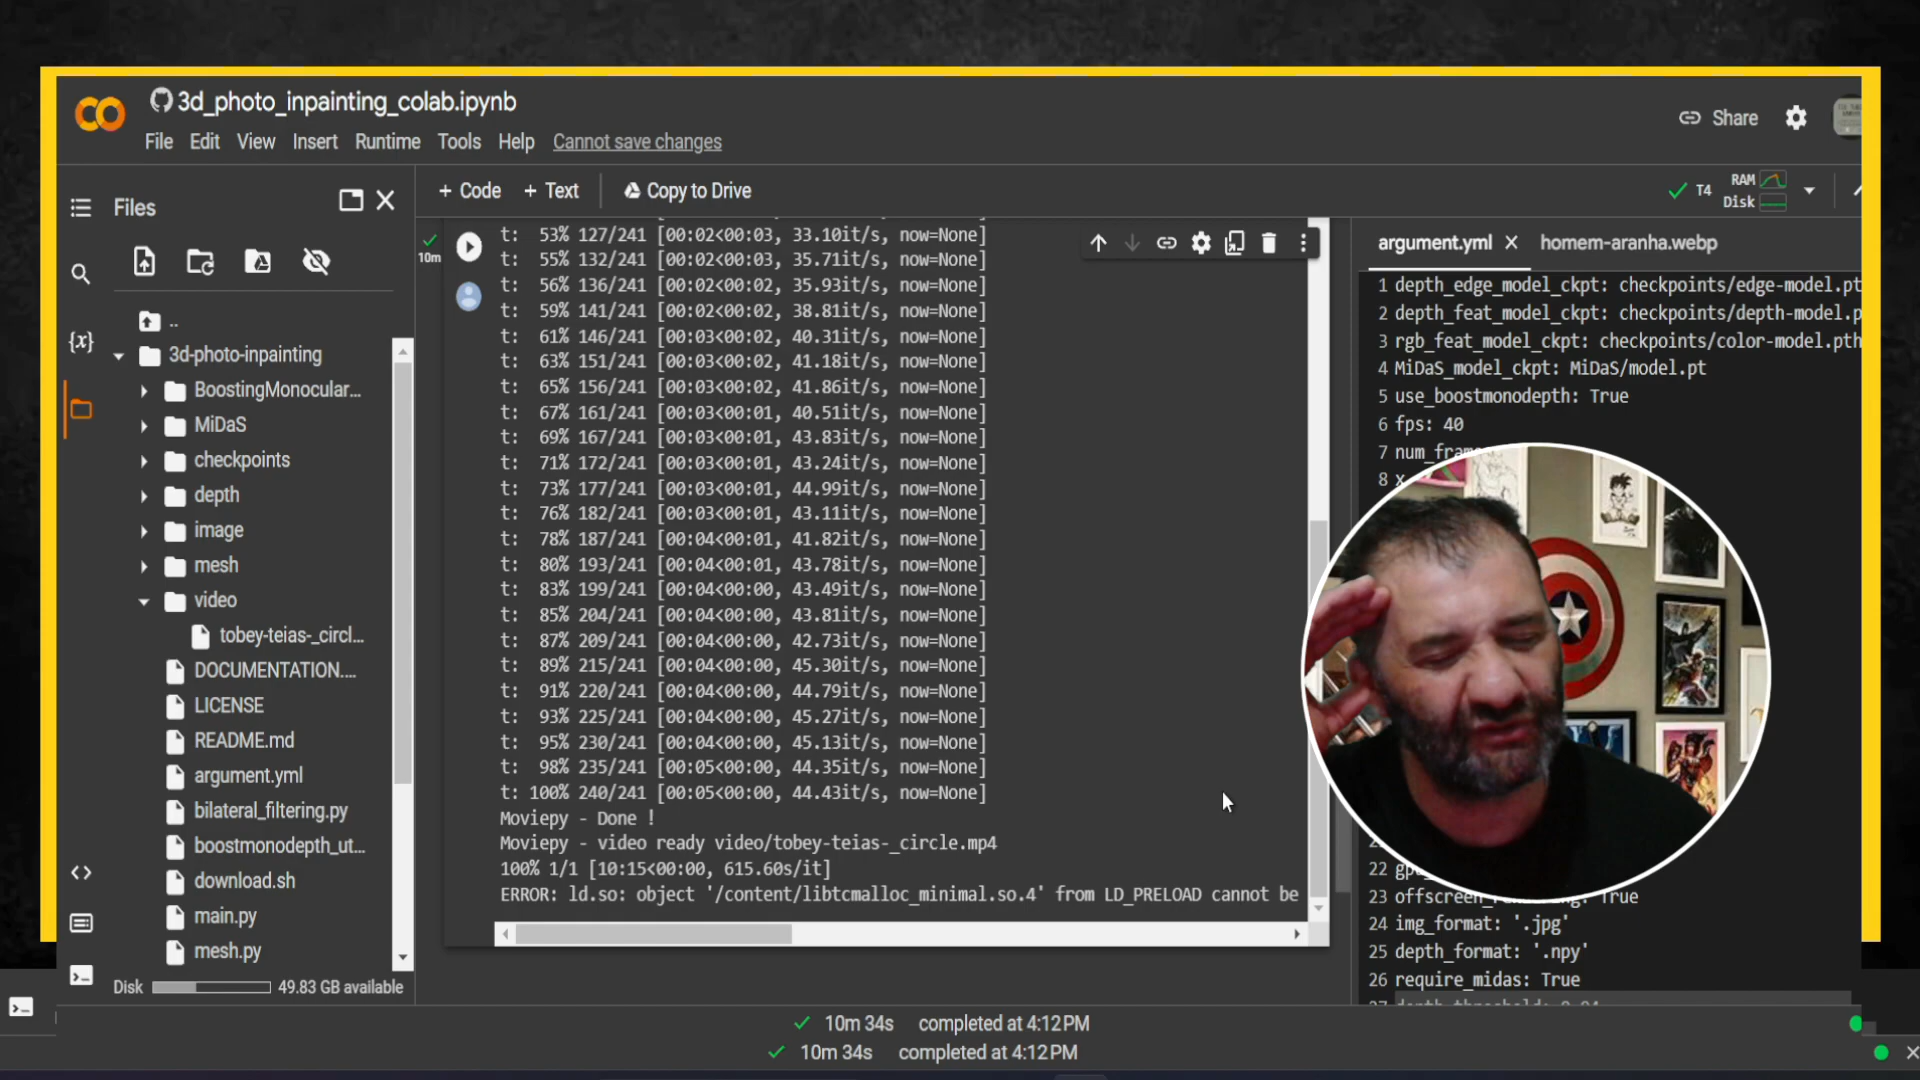 3d_photo_inpainting_colab.ipynb
File Edit View Insert Runtime Tools Help Cannot save changes
Share
Files
+ Code + Text Copy to Drive
T4 RAM Disk
..
3d-photo-inpainting
BoostingMonocular...
MiDaS
checkpoints
depth
image
mesh
video
tobey-teias-_circl...
DOCUMENTATION....
LICENSE
README.md
argument.yml
bilateral_filtering.py
boostmonodepth_ut...
download.sh
main.py
mesh.py
Disk 49.83 GB available
{x}
10m
t: 53% 127/241 [00:02<00:03, 33.10it/s, now=None]
t: 55% 132/241 [00:02<00:03, 35.71it/s, now=None]
t: 56% 136/241 [00:02<00:02, 35.93it/s, now=None]
t: 59% 141/241 [00:02<00:02, 38.81it/s, now=None]
t: 61% 146/241 [00:03<00:02, 40.31it/s, now=None]
t: 63% 151/241 [00:03<00:02, 41.18it/s, now=None]
t: 65% 156/241 [00:03<00:02, 41.86it/s, now=None]
t: 67% 161/241 [00:03<00:01, 40.51it/s, now=None]
t: 69% 167/241 [00:03<00:01, 43.83it/s, now=None]
t: 71% 172/241 [00:03<00:01, 43.24it/s, now=None]
t: 73% 177/241 [00:03<00:01, 44.99it/s, now=None]
t: 76% 182/241 [00:03<00:01, 43.11it/s, now=None]
t: 78% 187/241 [00:04<00:01, 41.82it/s, now=None]
t: 80% 193/241 [00:04<00:01, 43.78it/s, now=None]
t: 83% 199/241 [00:04<00:00, 43.49it/s, now=None]
t: 85% 204/241 [00:04<00:00, 43.81it/s, now=None]
t: 87% 209/241 [00:04<00:00, 42.73it/s, now=None]
t: 89% 215/241 [00:04<00:00, 45.30it/s, now=None]
t: 91% 220/241 [00:04<00:00, 44.79it/s, now=None]
t: 93% 225/241 [00:04<00:00, 45.27it/s, now=None]
t: 95% 230/241 [00:04<00:00, 45.13it/s, now=None]
t: 98% 235/241 [00:05<00:00, 44.35it/s, now=None]
t: 100% 240/241 [00:05<00:00, 44.43it/s, now=None]
Moviepy - Done !
Moviepy - video ready video/tobey-teias-_circle.mp4
100% 1/1 [10:15<00:00, 615.60s/it]
ERROR: ld.so: object '/content/libtcmalloc_minimal.so.4' from LD_PRELOAD cannot be
argument.yml homem-aranha.webp
1 depth_edge_model_ckpt: checkpoints/edge-model.pt
2 depth_feat_model_ckpt: checkpoints/depth-model.p
3 rgb_feat_model_ckpt: checkpoints/color-model.pth
4 MiDaS_model_ckpt: MiDaS/model.pt
5 use_boostmonodepth: True
6 fps: 40
7 num_fram
8 x
22
23 offscreen_rendering: True
24 img_format: '.jpg'
25 depth_format: '.npy'
26 require_midas: True
10m 34s completed at 4:12 PM
10m 34s completed at 4:12 PM